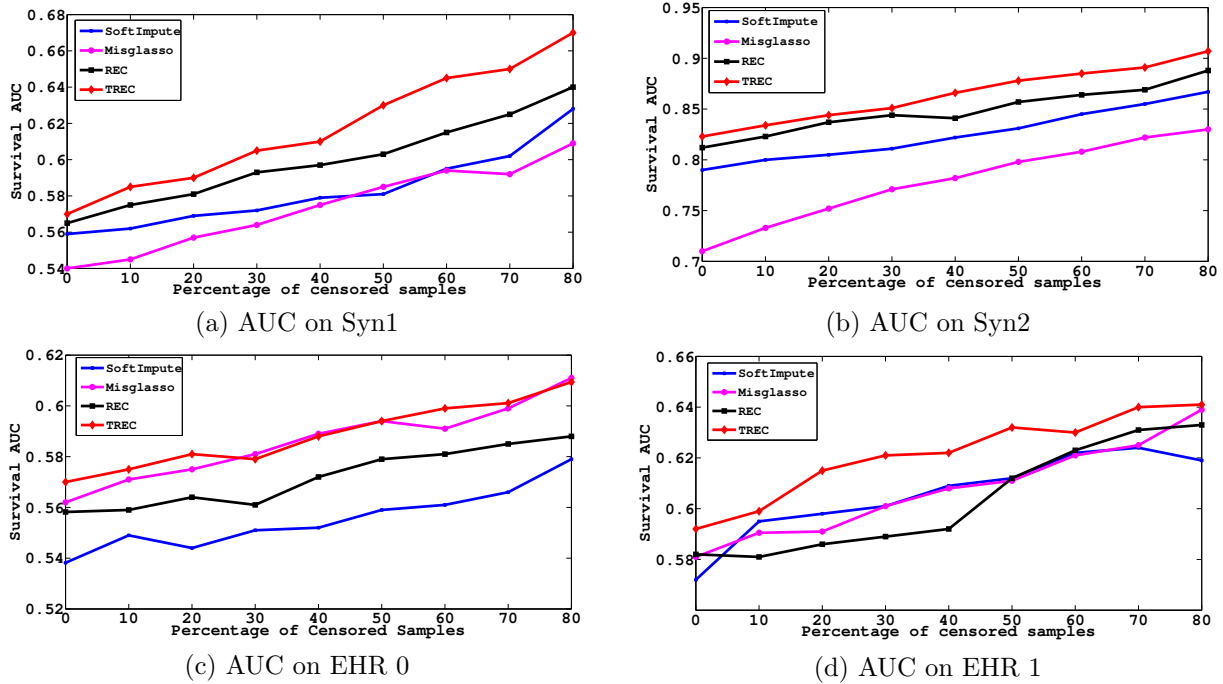 0.68
0.66
0.64
0.62
0.6
0.58
0.56
0.54
Survival AUC
SoftImpute
Misglasso
REC
TREC
0 10 20 30 40 50 60 70 80
Percentage of censored samples
(a) AUC on Syn1
0.95
0.9
0.85
0.8
0.75
0.7
Survival AUC
SoftImpute
Misglasso
REC
TREC
0 10 20 30 40 50 60 70 80
Percentage of censored samples
(b) AUC on Syn2
0.62
0.6
0.58
0.56
0.54
0.52
Survival AUC
SoftImpute
Misglasso
REC
TREC
0 10 20 30 40 50 60 70 80
Percentage of Censored Samples
(c) AUC on EHR 0
0.66
0.64
0.62
0.6
0.58
Survival AUC
SoftImpute
Misglasso
REC
TREC
0 10 20 30 40 50 60 70 80
Percentage of censored samples
(d) AUC on EHR 1